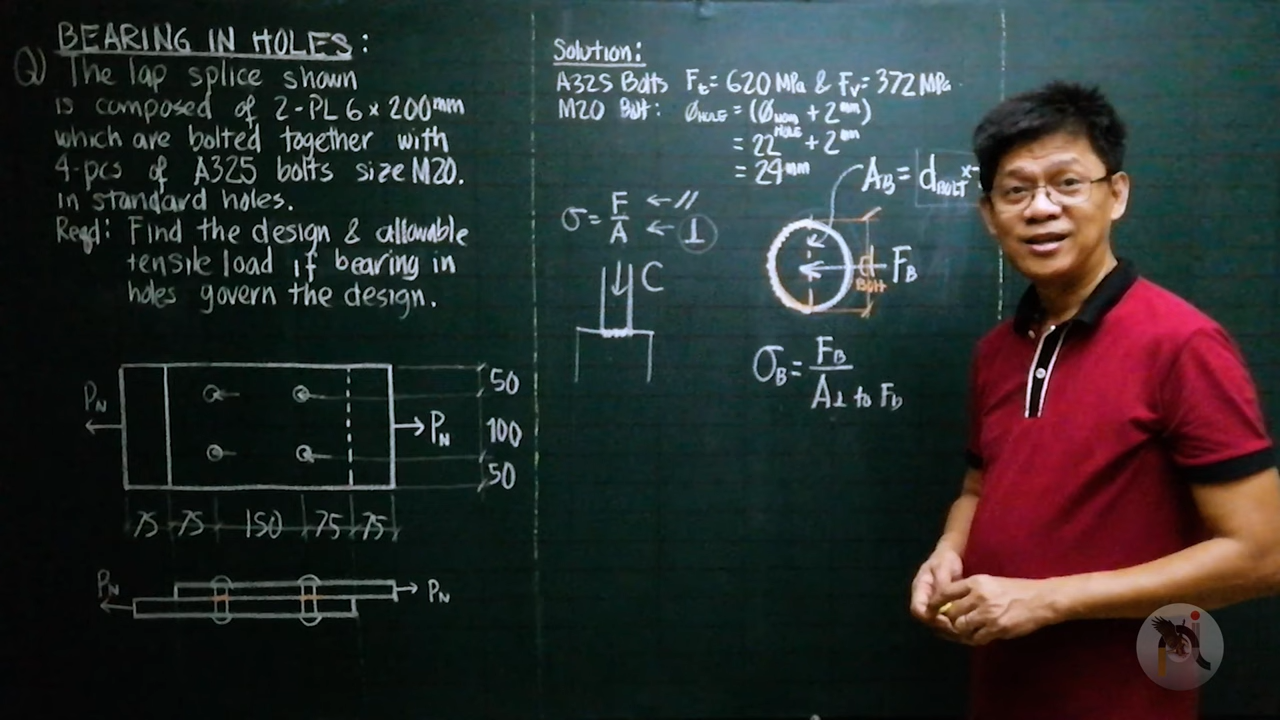 BEARING IN HOLES:
Q) The lap splice shown
is composed of 2-PL 6 x 200mm
which are bolted together with
4-pcs of A325 bolts size M20.
in standard holes.
Reqd: Find the design & allowable
tensile load if bearing in
holes govern the design.
PN
PN
50
100
50
75 75 150 75 75
PN
PN
Solution:
A325 Bolts Ft = 620 MPa & Fv = 372 MPa
M20 Bolt: ØHOLE = (ØNOM HOLE + 2mm)
= 22 + 2mm
= 24mm
σ = F/A ← //
← ⊥
C
AB = dBOLT x
FB
d BOLT
σB = FB / A⊥ to Fb